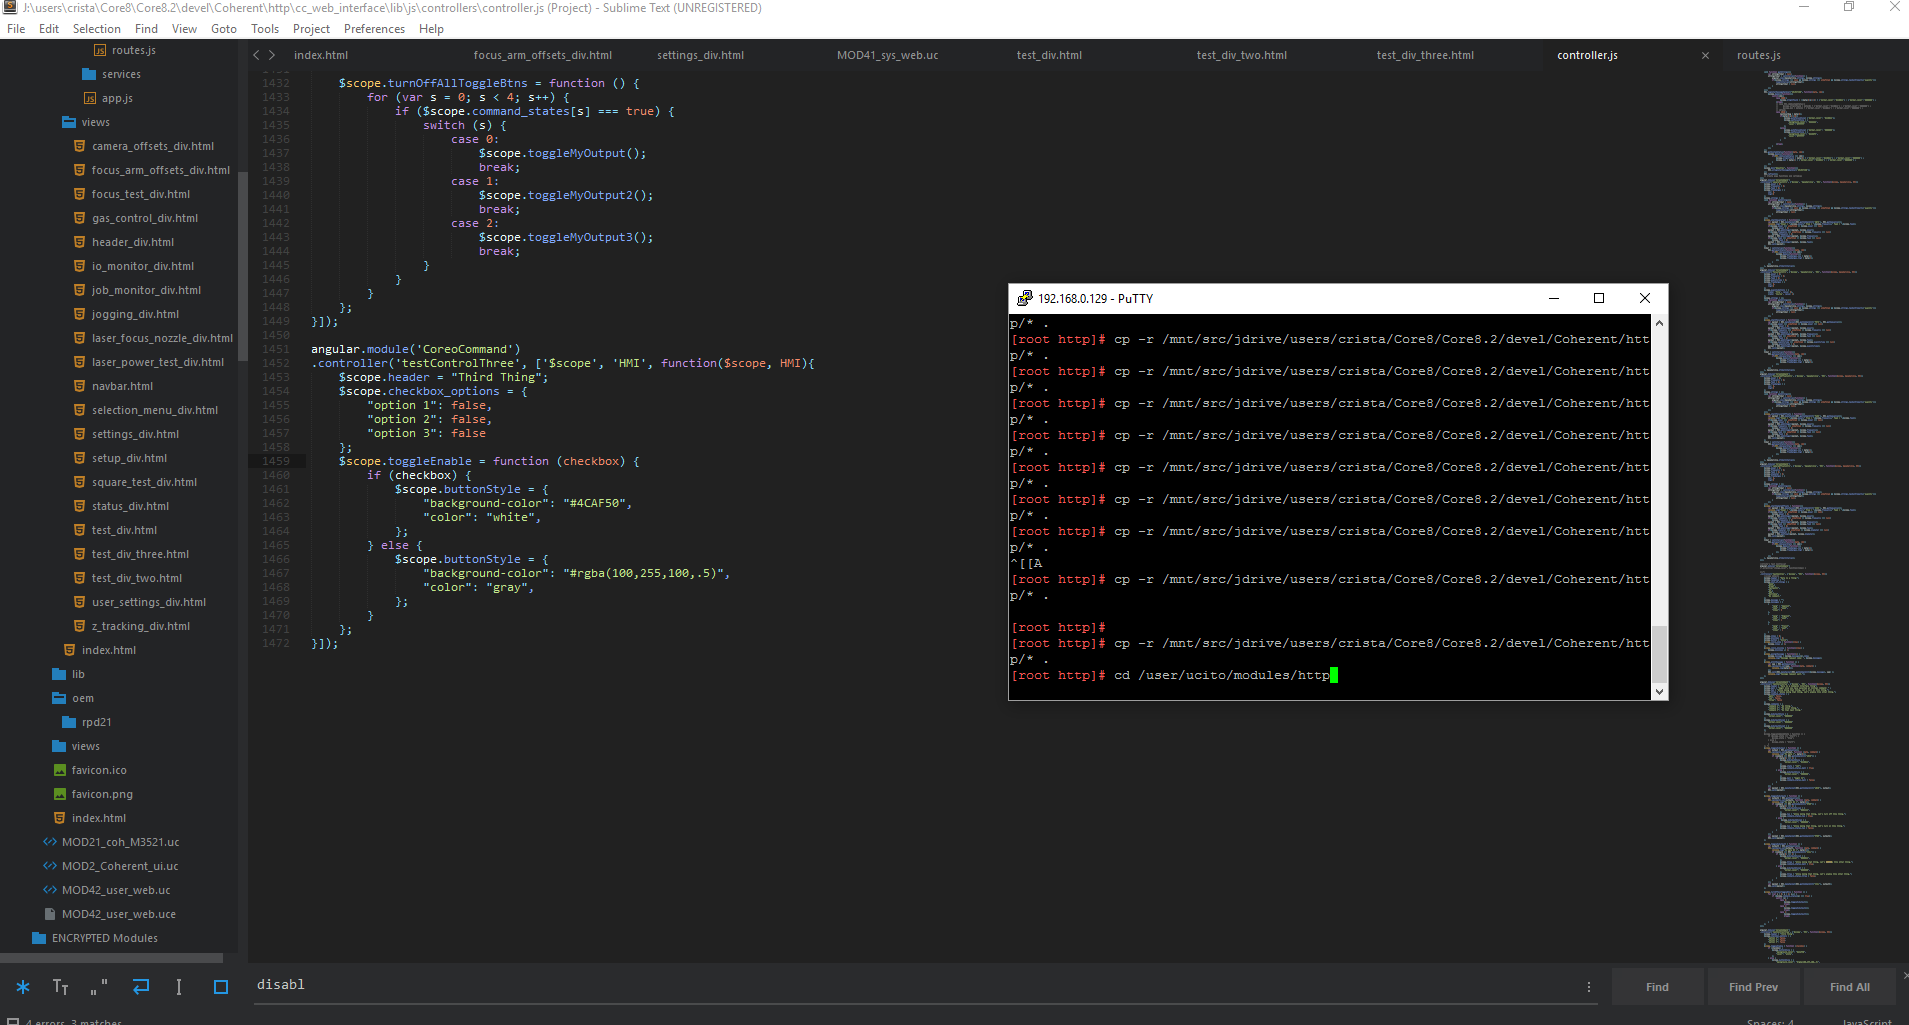 J:\users\crista\Core8\Core8.2\devel\Coherent\http\cc_web_interface\lib\js\controllers\controller.js (Project) - Sublime Text (UNREGISTERED)
File Edit Selection Find View Goto Tools Project Preferences Help
routes.js
services
app.js
views
camera_offsets_div.html
focus_arm_offsets_div.html
focus_test_div.html
gas_control_div.html
header_div.html
io_monitor_div.html
job_monitor_div.html
jogging_div.html
laser_focus_nozzle_div.html
laser_power_test_div.html
navbar.html
selection_menu_div.html
settings_div.html
setup_div.html
square_test_div.html
status_div.html
test_div.html
test_div_three.html
test_div_two.html
user_settings_div.html
z_tracking_div.html
index.html
lib
oem
rpd21
views
favicon.ico
favicon.png
index.html
MOD21_coh_M3521.uc
MOD2_Coherent_ui.uc
MOD42_user_web.uc
MOD42_user_web.uce
ENCRYPTED Modules
index.html focus_arm_offsets_div.html settings_div.html MOD41_sys_web.uc test_div.html test_div_two.html test_div_three.html controller.js routes.js
1432 $scope.turnOffAllToggleBtns = function () {
1433 for (var s = 0; s < 4; s++) {
1434 if ($scope.command_states[s] === true) {
1435 switch (s) {
1436 case 0:
1437 $scope.toggleMyOutput();
1438 break;
1439 case 1:
1440 $scope.toggleMyOutput2();
1441 break;
1442 case 2:
1443 $scope.toggleMyOutput3();
1444 break;
1445 }
1446 }
1447 }
1448 };
1449 }]);
1450
1451 angular.module('CoreoCommand')
1452 .controller('testControlThree', ['$scope', 'HMI', function($scope, HMI){
1453 $scope.header = "Third Thing";
1454 $scope.checkbox_options = {
1455 "option 1": false,
1456 "option 2": false,
1457 "option 3": false
1458 };
1459 $scope.toggleEnable = function (checkbox) {
1460 if (checkbox) {
1461 $scope.buttonStyle = {
1462 "background-color": "#4CAF50",
1463 "color": "white",
1464 };
1465 } else {
1466 $scope.buttonStyle = {
1467 "background-color": "#rgba(100,255,100,.5)",
1468 "color": "gray",
1469 };
1470 }
1471 };
1472 }]);
192.168.0.129 - PuTTY
p/* .
[root http]# cp -r /mnt/src/jdrive/users/crista/Core8/Core8.2/devel/Coherent/htt
p/* .
[root http]# cp -r /mnt/src/jdrive/users/crista/Core8/Core8.2/devel/Coherent/htt
p/* .
[root http]# cp -r /mnt/src/jdrive/users/crista/Core8/Core8.2/devel/Coherent/htt
p/* .
[root http]# cp -r /mnt/src/jdrive/users/crista/Core8/Core8.2/devel/Coherent/htt
p/* .
[root http]# cp -r /mnt/src/jdrive/users/crista/Core8/Core8.2/devel/Coherent/htt
p/* .
[root http]# cp -r /mnt/src/jdrive/users/crista/Core8/Core8.2/devel/Coherent/htt
p/* .
[root http]# cp -r /mnt/src/jdrive/users/crista/Core8/Core8.2/devel/Coherent/htt
p/* .
^[[A
[root http]# cp -r /mnt/src/jdrive/users/crista/Core8/Core8.2/devel/Coherent/htt
p/* .
[root http]#
[root http]# cp -r /mnt/src/jdrive/users/crista/Core8/Core8.2/devel/Coherent/htt
p/* .
[root http]# cd /user/ucito/modules/http
disabl
Find Find Prev Find All
4 errors, 3 matches Spaces: 4 JavaScript